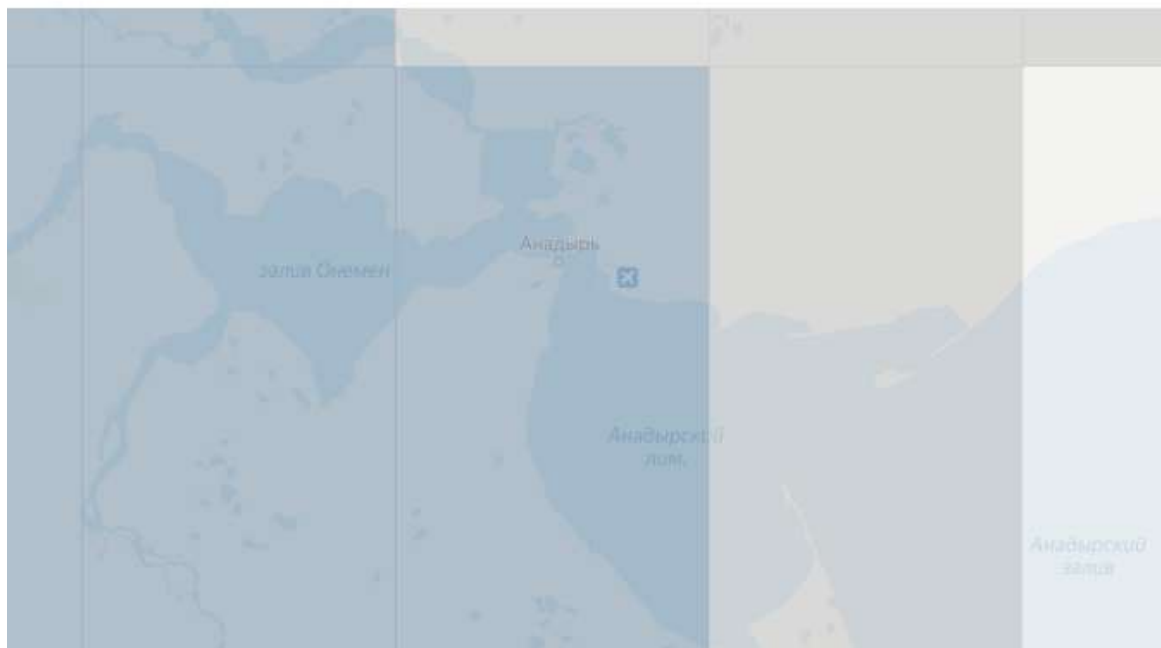 Анадырь
залив Онемен
Анадырский
лим.
Анадырский
залив